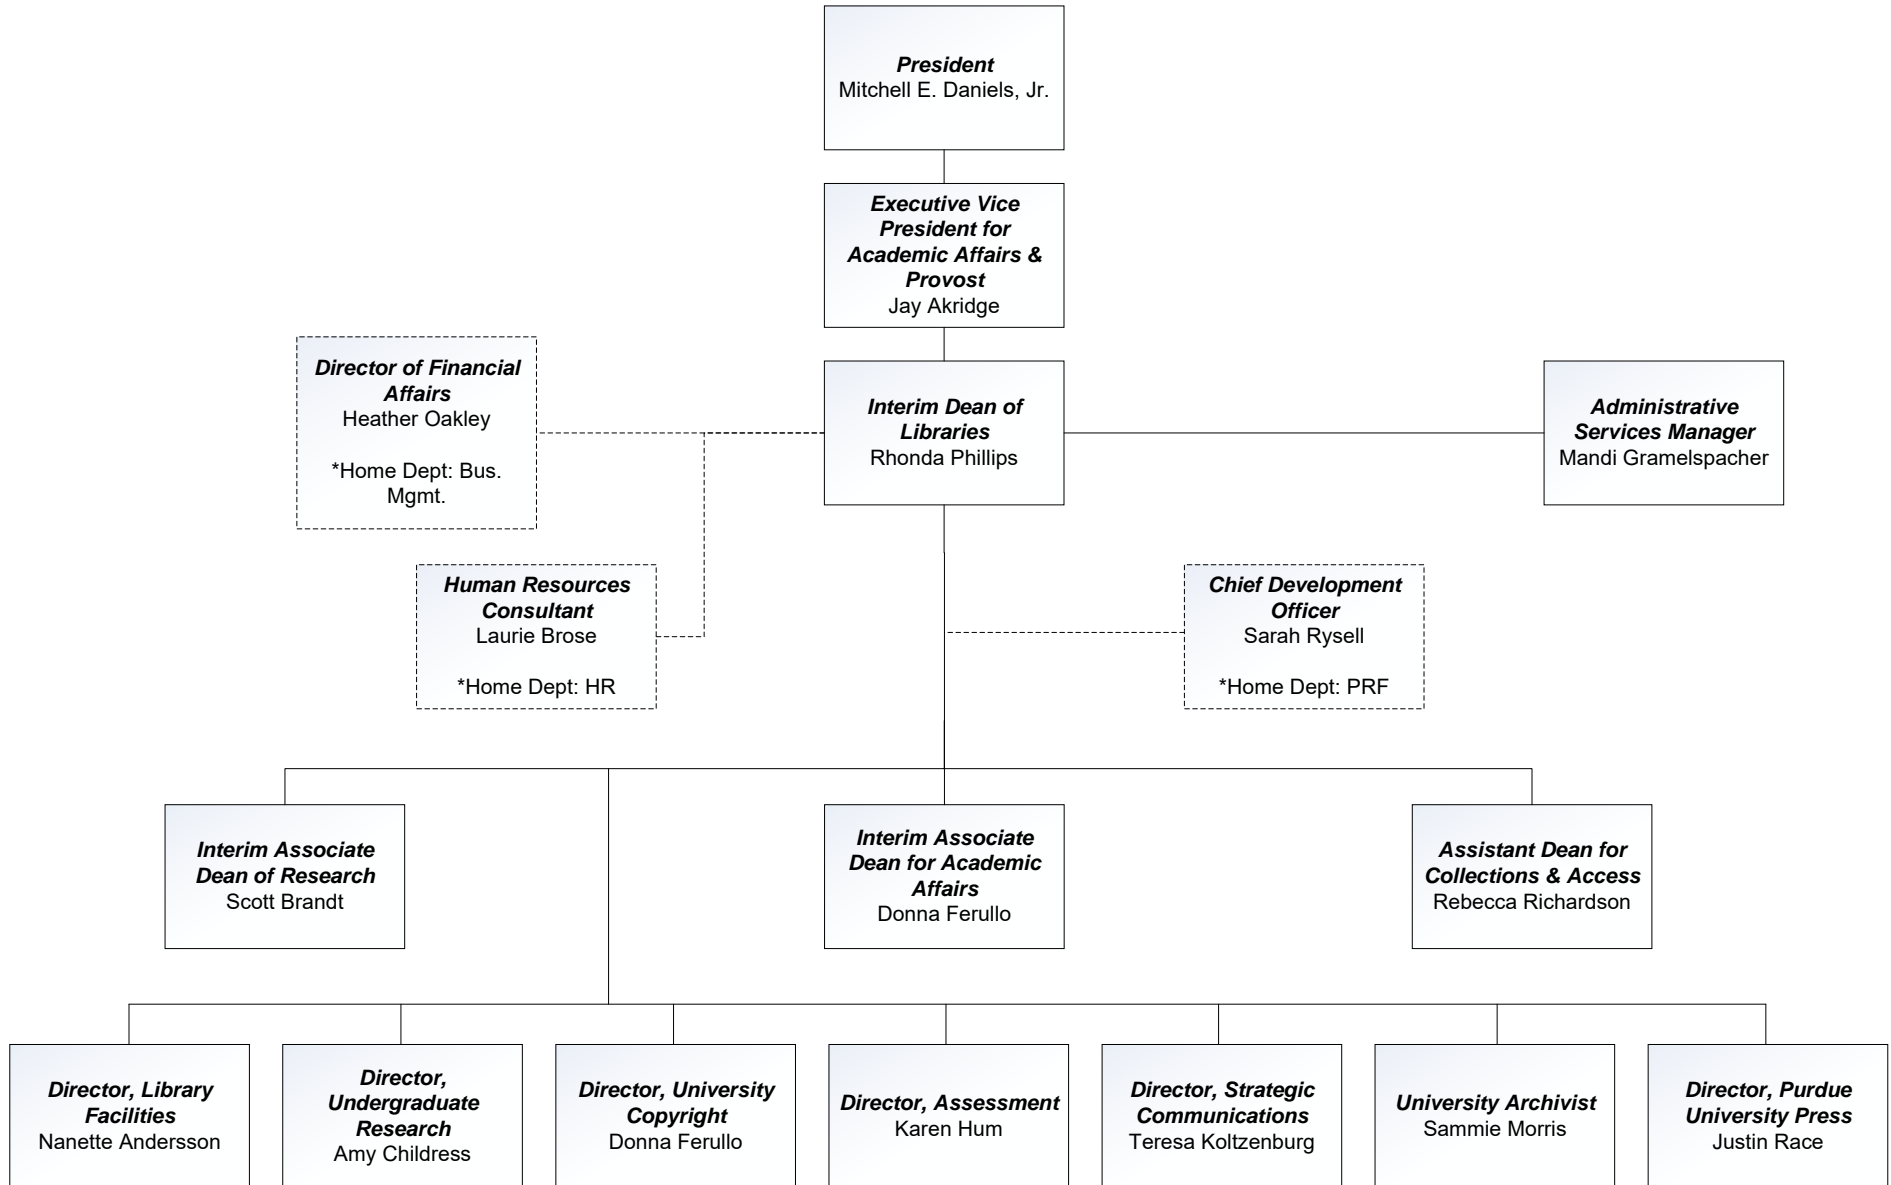 President
Mitchell E. Daniels, Jr.
Executive Vice
President for
Academic Affairs &
Provost
Jay Akridge
Director of Financial
Affairs
Heather Oakley
*Home Dept: Bus.
Mgmt.
Interim Dean of
Libraries
Rhonda Phillips
Administrative
Services Manager
Mandi Gramelspacher
Human Resources
Consultant
Laurie Brose
*Home Dept: HR
Chief Development
Officer
Sarah Rysell
*Home Dept: PRF
Interim Associate
Dean of Research
Scott Brandt
Interim Associate
Dean for Academic
Affairs
Donna Ferullo
Assistant Dean for
Collections & Access
Rebecca Richardson
Director, Library
Facilities
Nanette Andersson
Director,
Undergraduate
Research
Amy Childress
Director, University
Copyright
Donna Ferullo
Director, Assessment
Karen Hum
Director, Strategic
Communications
Teresa Koltzenburg
University Archivist
Sammie Morris
Director, Purdue
University Press
Justin Race